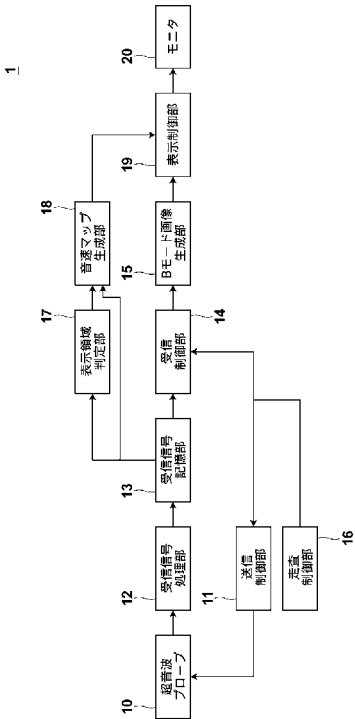 1
超音波
プローブ
10
受信信号
処理部
12
受信信号
記憶部
13
受信
制御部
14
Bモード画像
生成部
15
表示制御部
19
モニタ
20
表示領域
判定部
17
音速マップ
生成部
18
送信
制御部
11
走査
制御部
16